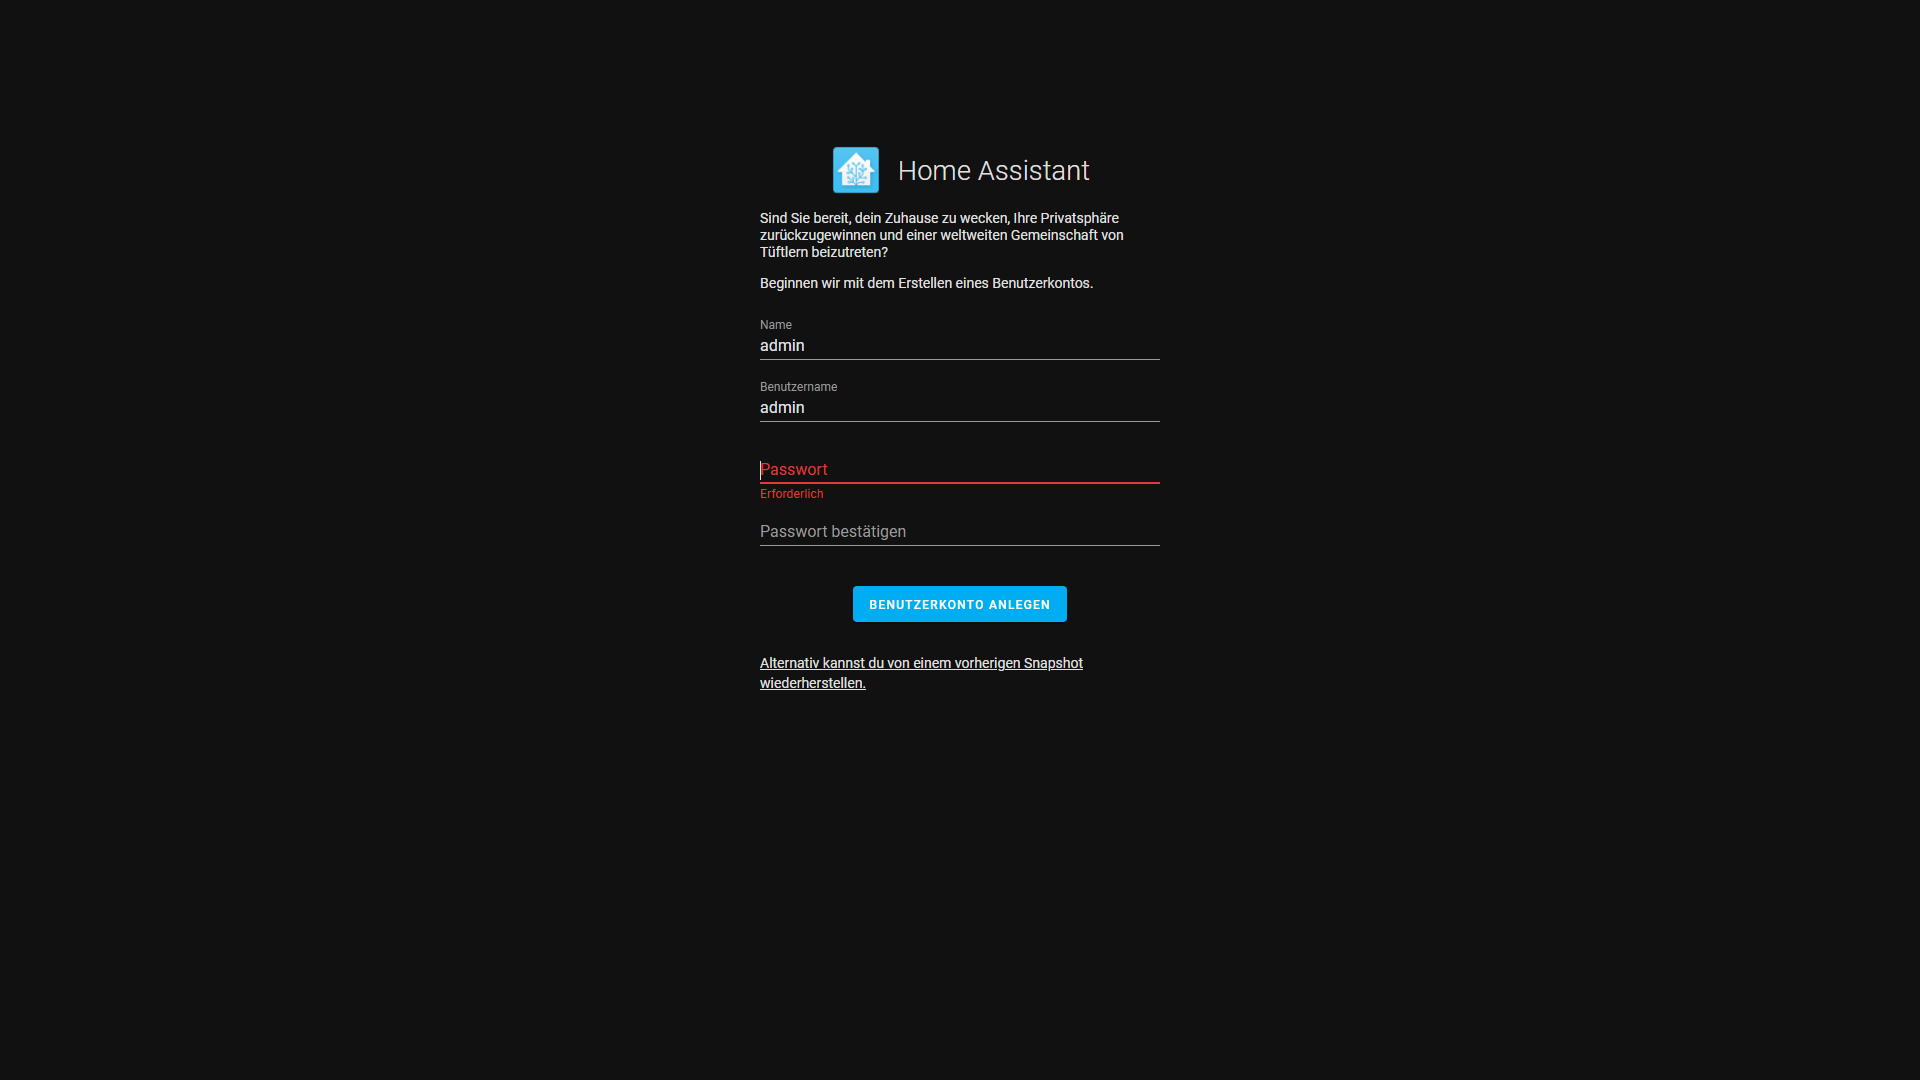 Home Assistant
Sind Sie bereit, dein Zuhause zu wecken, Ihre Privatsphäre
zurückzugewinnen und einer weltweiten Gemeinschaft von
Tüftlern beizutreten?
Beginnen wir mit dem Erstellen eines Benutzerkontos.
Name
admin
Benutzername
admin
Passwort
Erforderlich
Passwort bestätigen
BENUTZERKONTO ANLEGEN
Alternativ kannst du von einem vorherigen Snapshot
wiederherstellen.